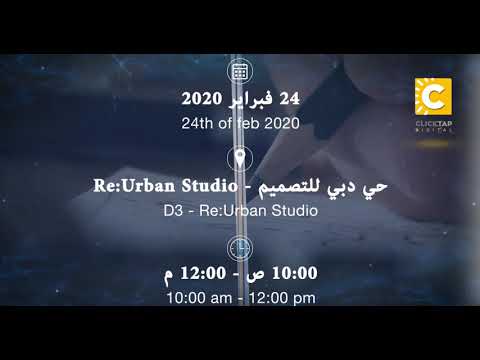 24 فبراير 2020
24th of feb 2020
حي دبي للتصميم - Re:Urban Studio
D3 - Re:Urban Studio
10:00 ص - 12:00 م
10:00 am - 12:00 pm
C
CLICKTAP
DIGITAL